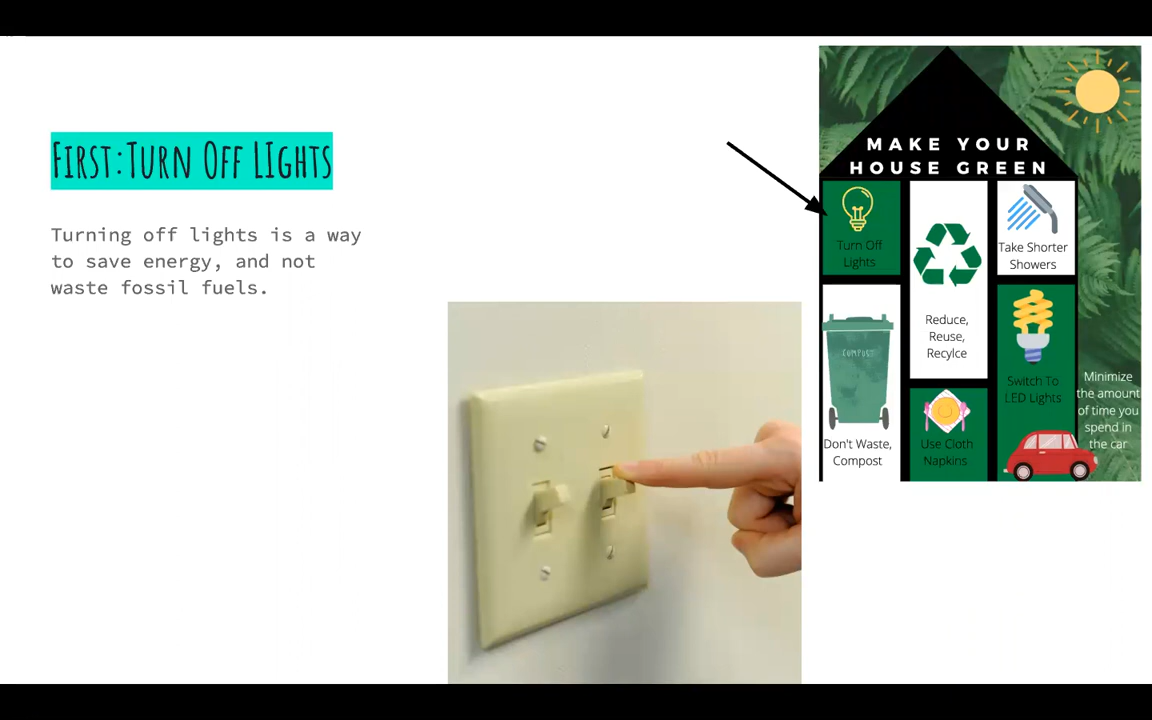 First:Turn Off LIghts
Turning off lights is a way
to save energy, and not
waste fossil fuels.
MAKE YOUR
HOUSE GREEN
Turn Off
Lights
Reduce,
Reuse,
Recylce
Take Shorter
Showers
COMPOST
Don't Waste,
Compost
Use Cloth
Napkins
Switch To
LED Lights
Minimize
the amount
of time you
spend in
the car